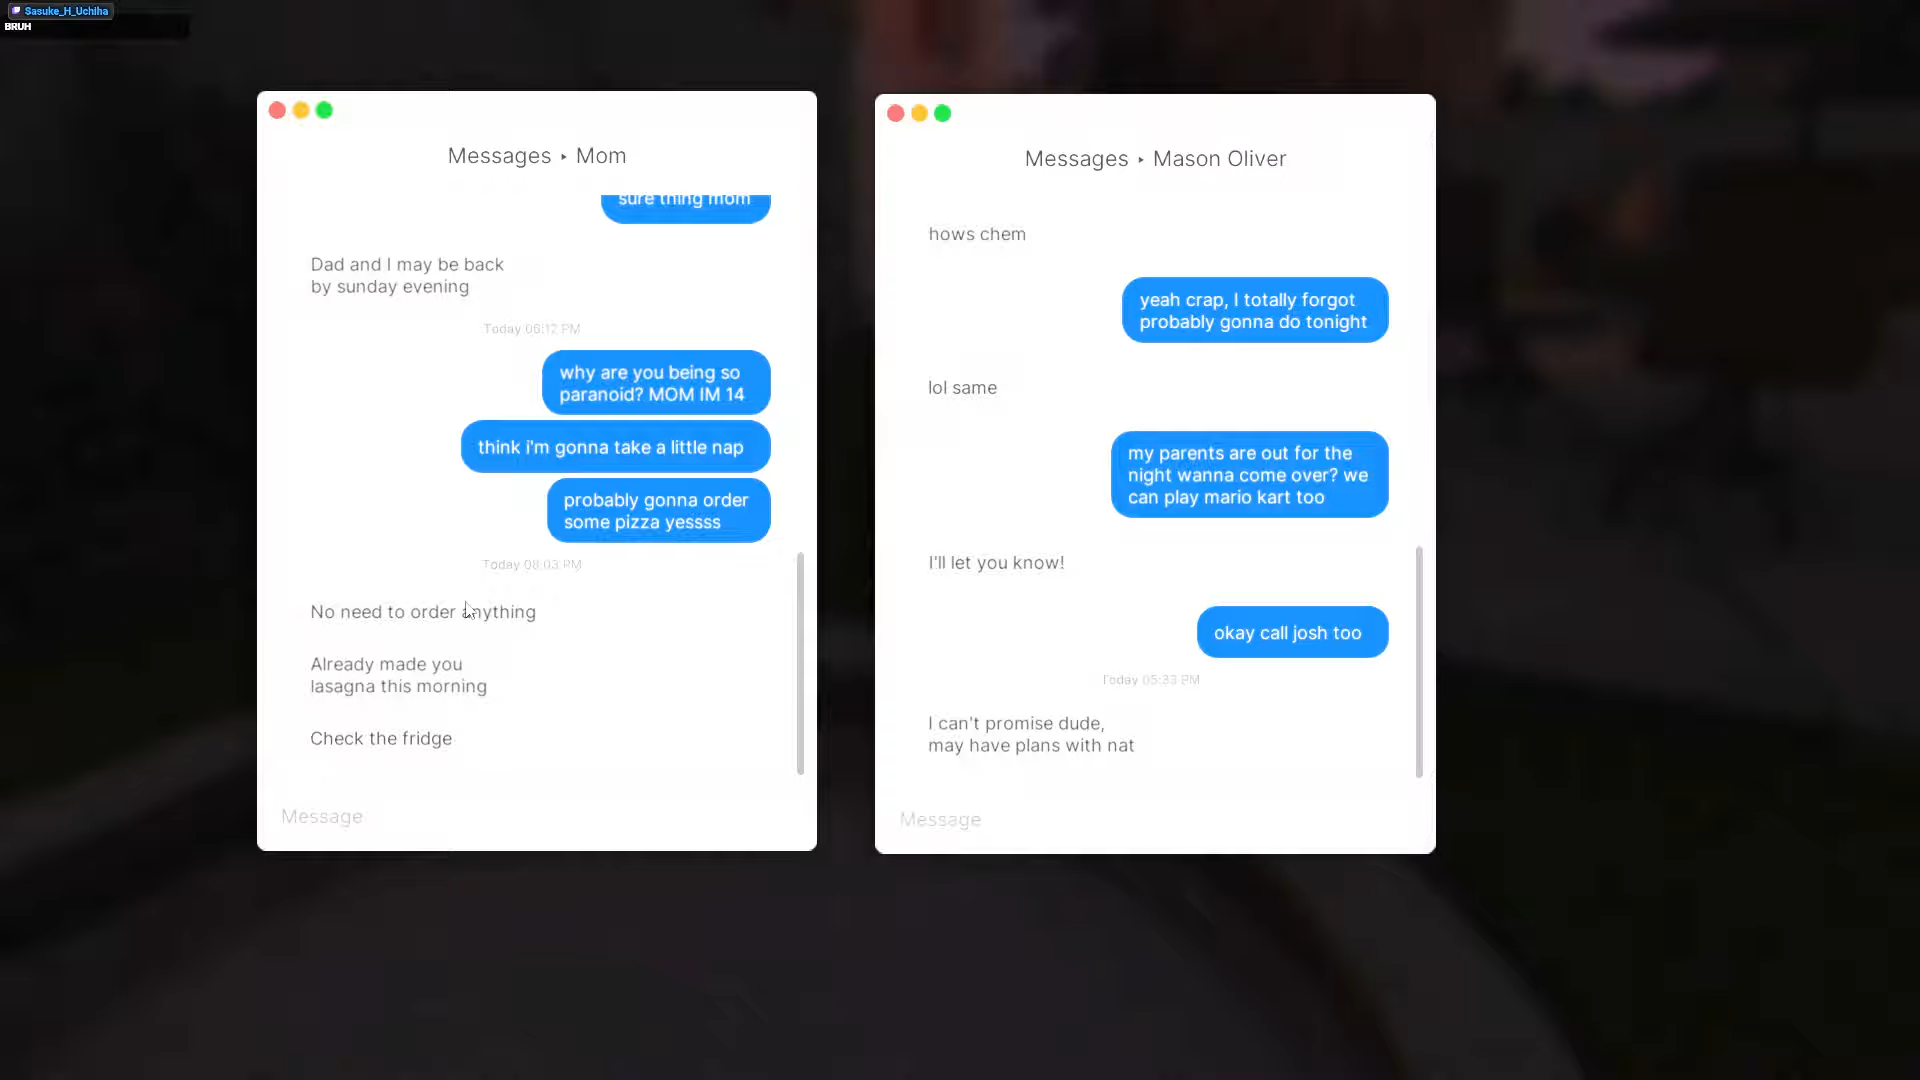 Sasuke_H_Uchiha
BRUH
Messages ‣ Mom
sure thing mom
Dad and I may be back
by sunday evening
Today 06:12 PM
why are you being so
paranoid? MOM IM 14
think i'm gonna take a little nap
probably gonna order
some pizza yessss
Today 08:03 PM
No need to order anything
Already made you
lasagna this morning
Check the fridge
Message
Messages ‣ Mason Oliver
hows chem
yeah crap, I totally forgot
probably gonna do tonight
lol same
my parents are out for the
night wanna come over? we
can play mario kart too
I'll let you know!
okay call josh too
Today 05:33 PM
I can't promise dude,
may have plans with nat
Message